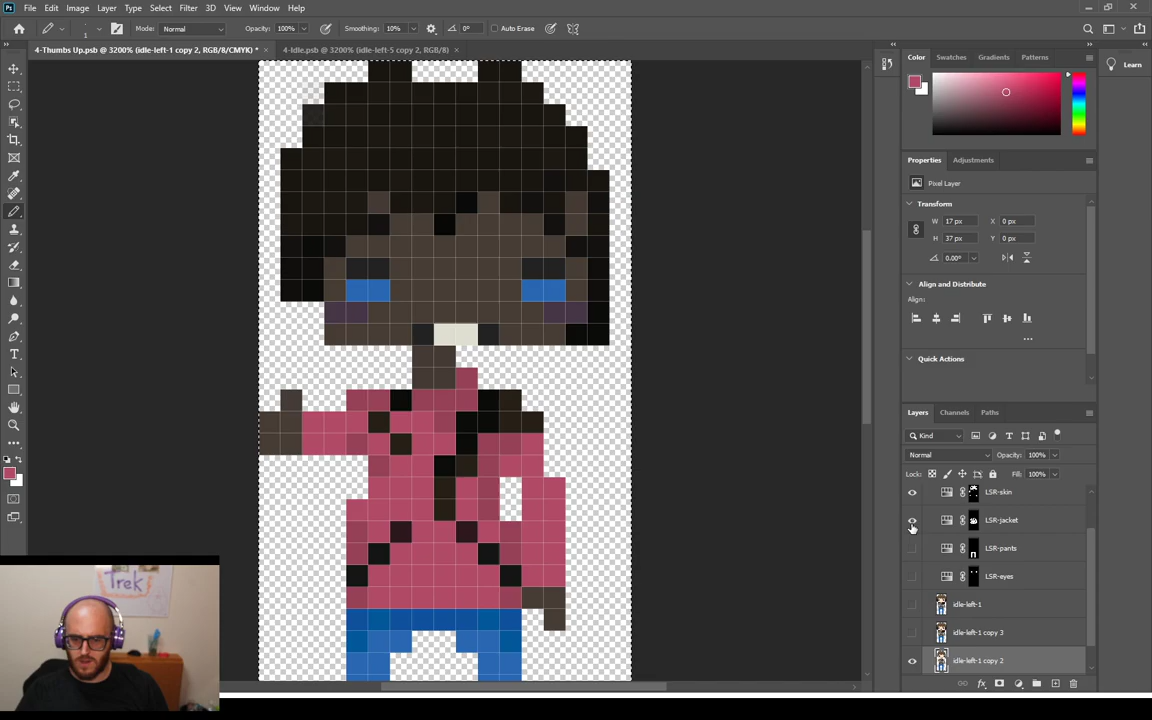 File Edit Image Layer Type Select Filter 3D View Window Help
1 Mode: Normal Opacity: 100% Smoothing: 10% 0° Auto Erase
4-Thumbs Up.psb @ 3200% (idle-left-1 copy 2, RGB/8/CMYK) * × 4-Idle.psb @ 3200% (idle-left-5 copy 2, RGB/8) ×
Color Swatches Gradients Patterns
Learn
Properties Adjustments
Pixel Layer
Transform
W 17 px X 0 px
H 37 px Y 0 px
0.00°
Align and Distribute
Align:
Quick Actions
Layers Channels Paths
Kind
Normal Opacity: 100%
Lock: Fill: 100%
LSR-skin
LSR-jacket
LSR-pants
LSR-eyes
idle-left-1
idle-left-1 copy 3
idle-left-1 copy 2
Trek